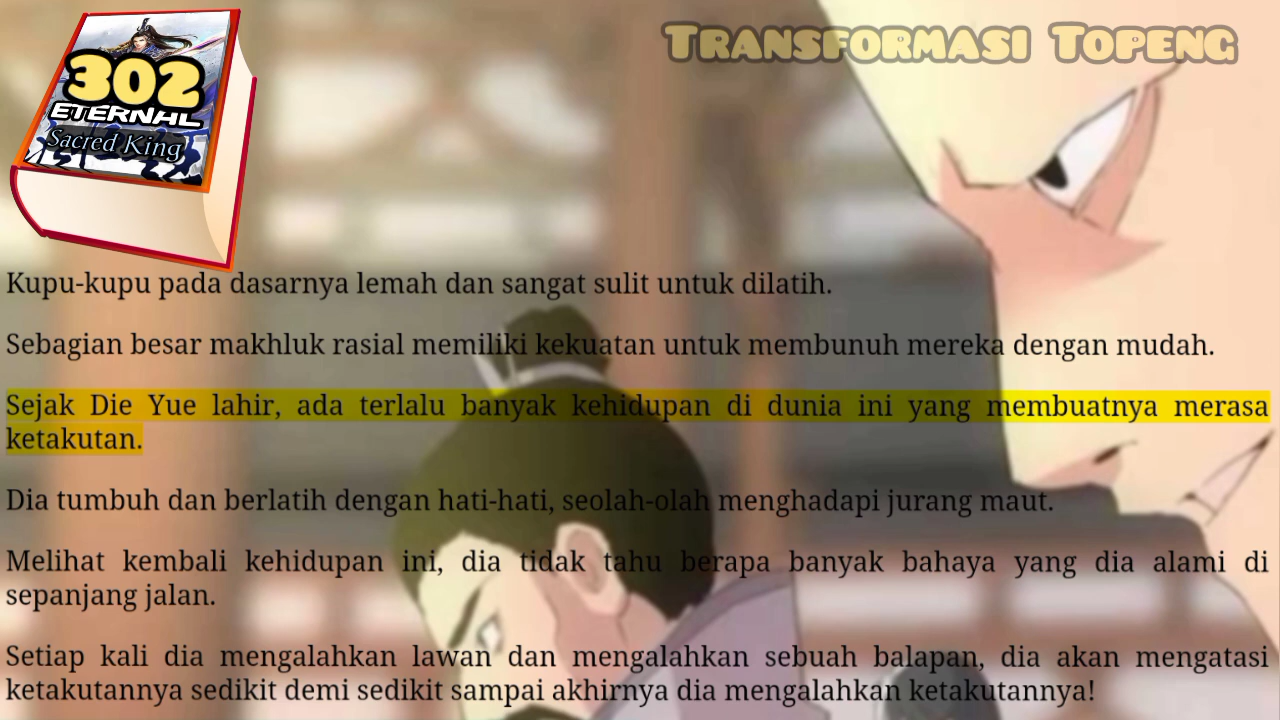 Transformasi Topeng
302
ETERNAL
Sacred King
Kupu-kupu pada dasarnya lemah dan sangat sulit untuk dilatih.
Sebagian besar makhluk rasial memiliki kekuatan untuk membunuh mereka dengan mudah.
Sejak Die Yue lahir, ada terlalu banyak kehidupan di dunia ini yang membuatnya merasa
ketakutan.
Dia tumbuh dan berlatih dengan hati-hati, seolah-olah menghadapi jurang maut.
Melihat kembali kehidupan ini, dia tidak tahu berapa banyak bahaya yang dia alami di
sepanjang jalan.
Setiap kali dia mengalahkan lawan dan mengalahkan sebuah balapan, dia akan mengatasi
ketakutannya sedikit demi sedikit sampai akhirnya dia mengalahkan ketakutannya!